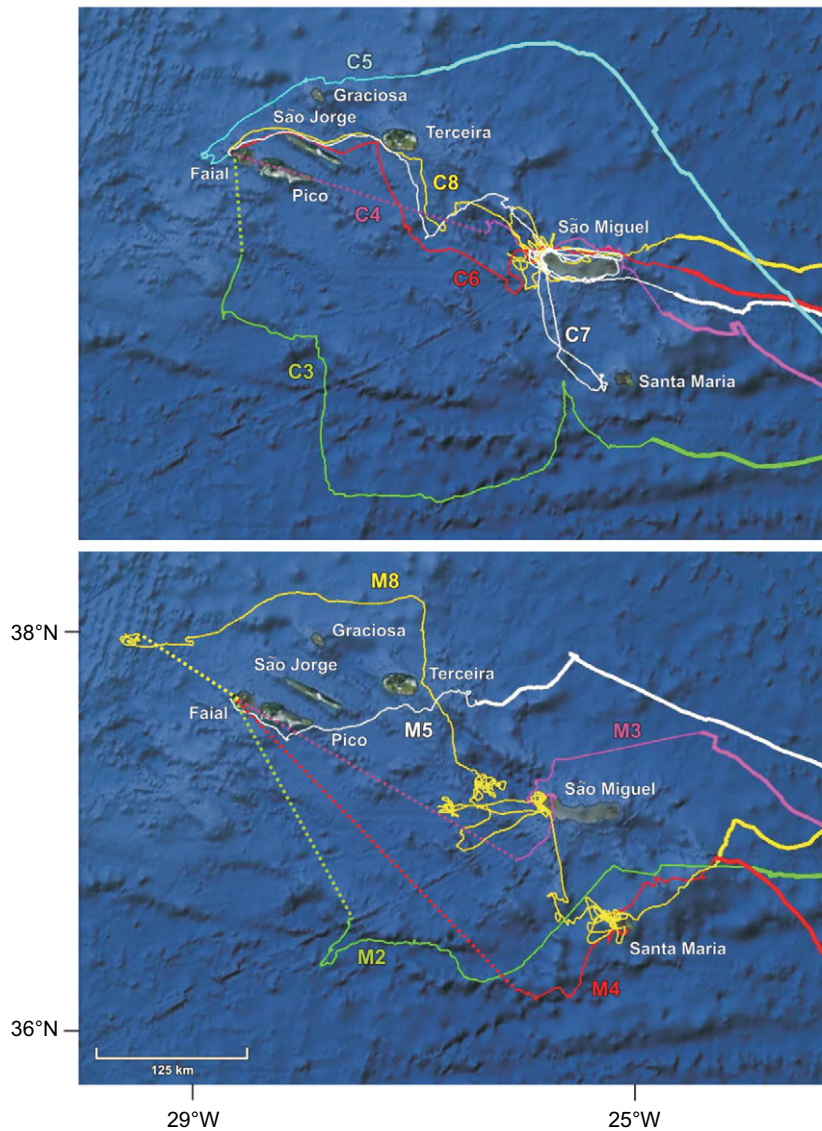 C5
Graciosa
São Jorge
Terceira
Faial
Pico
C8
C4
São Miguel
C6
C7
C3
Santa Maria
M8
38°N
Graciosa
São Jorge
Terceira
Faial
Pico
M5
M3
São Miguel
M2
Santa Maria
M4
36°N
125 km
29°W
25°W